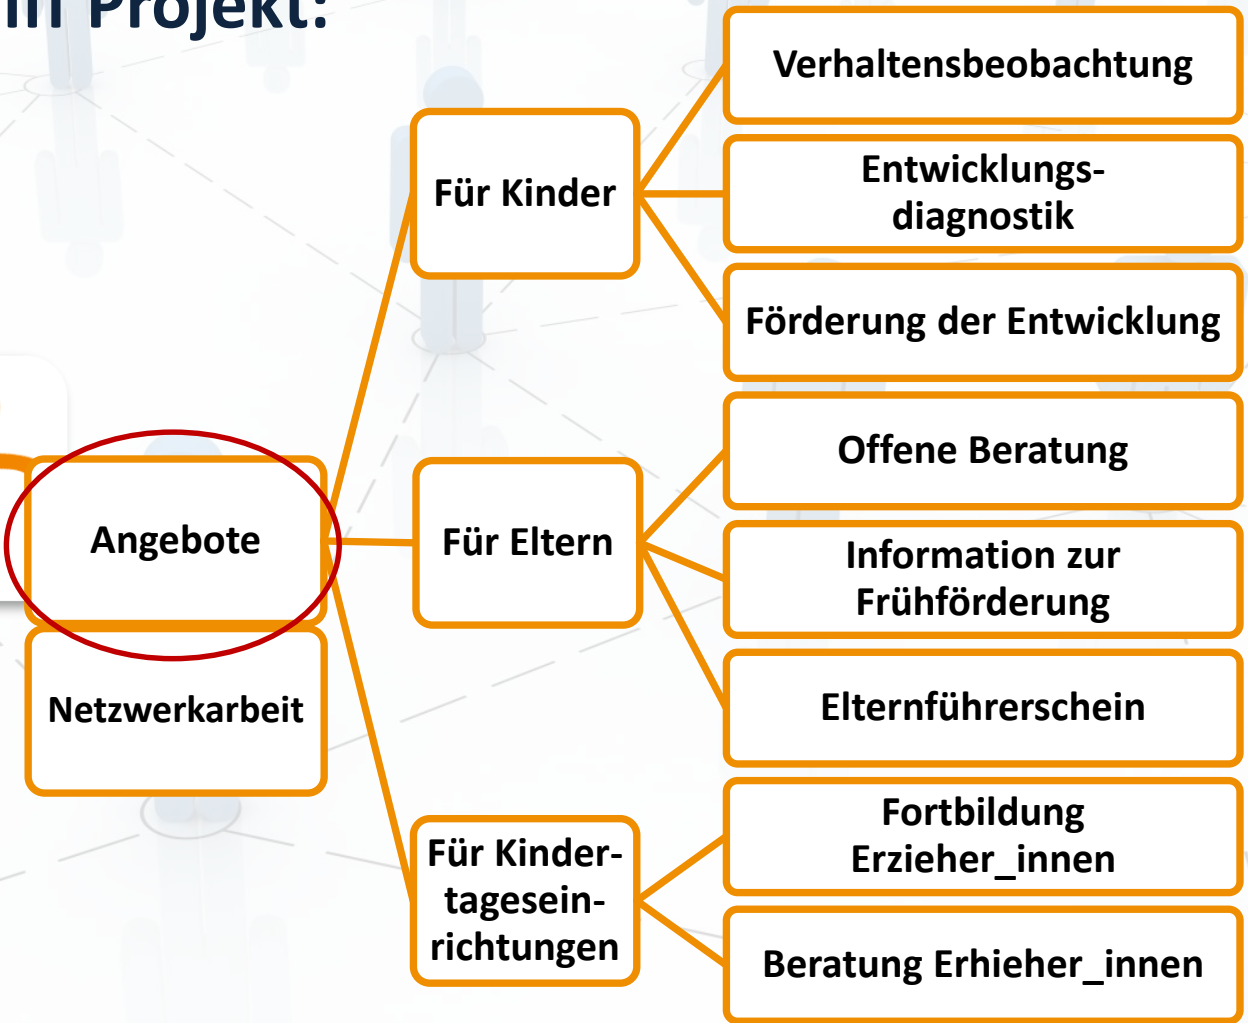 Projekt:
Verhaltensbeobachtung
Für Kinder
Entwicklungs-
diagnostik
Förderung der Entwicklung
Angebote
Für Eltern
Offene Beratung
Information zur
Frühförderung
Elternführerschein
Netzwerkarbeit
Für Kinder-
tagesein-
richtungen
Fortbildung
Erzieher_innen
Beratung Erhieher_innen